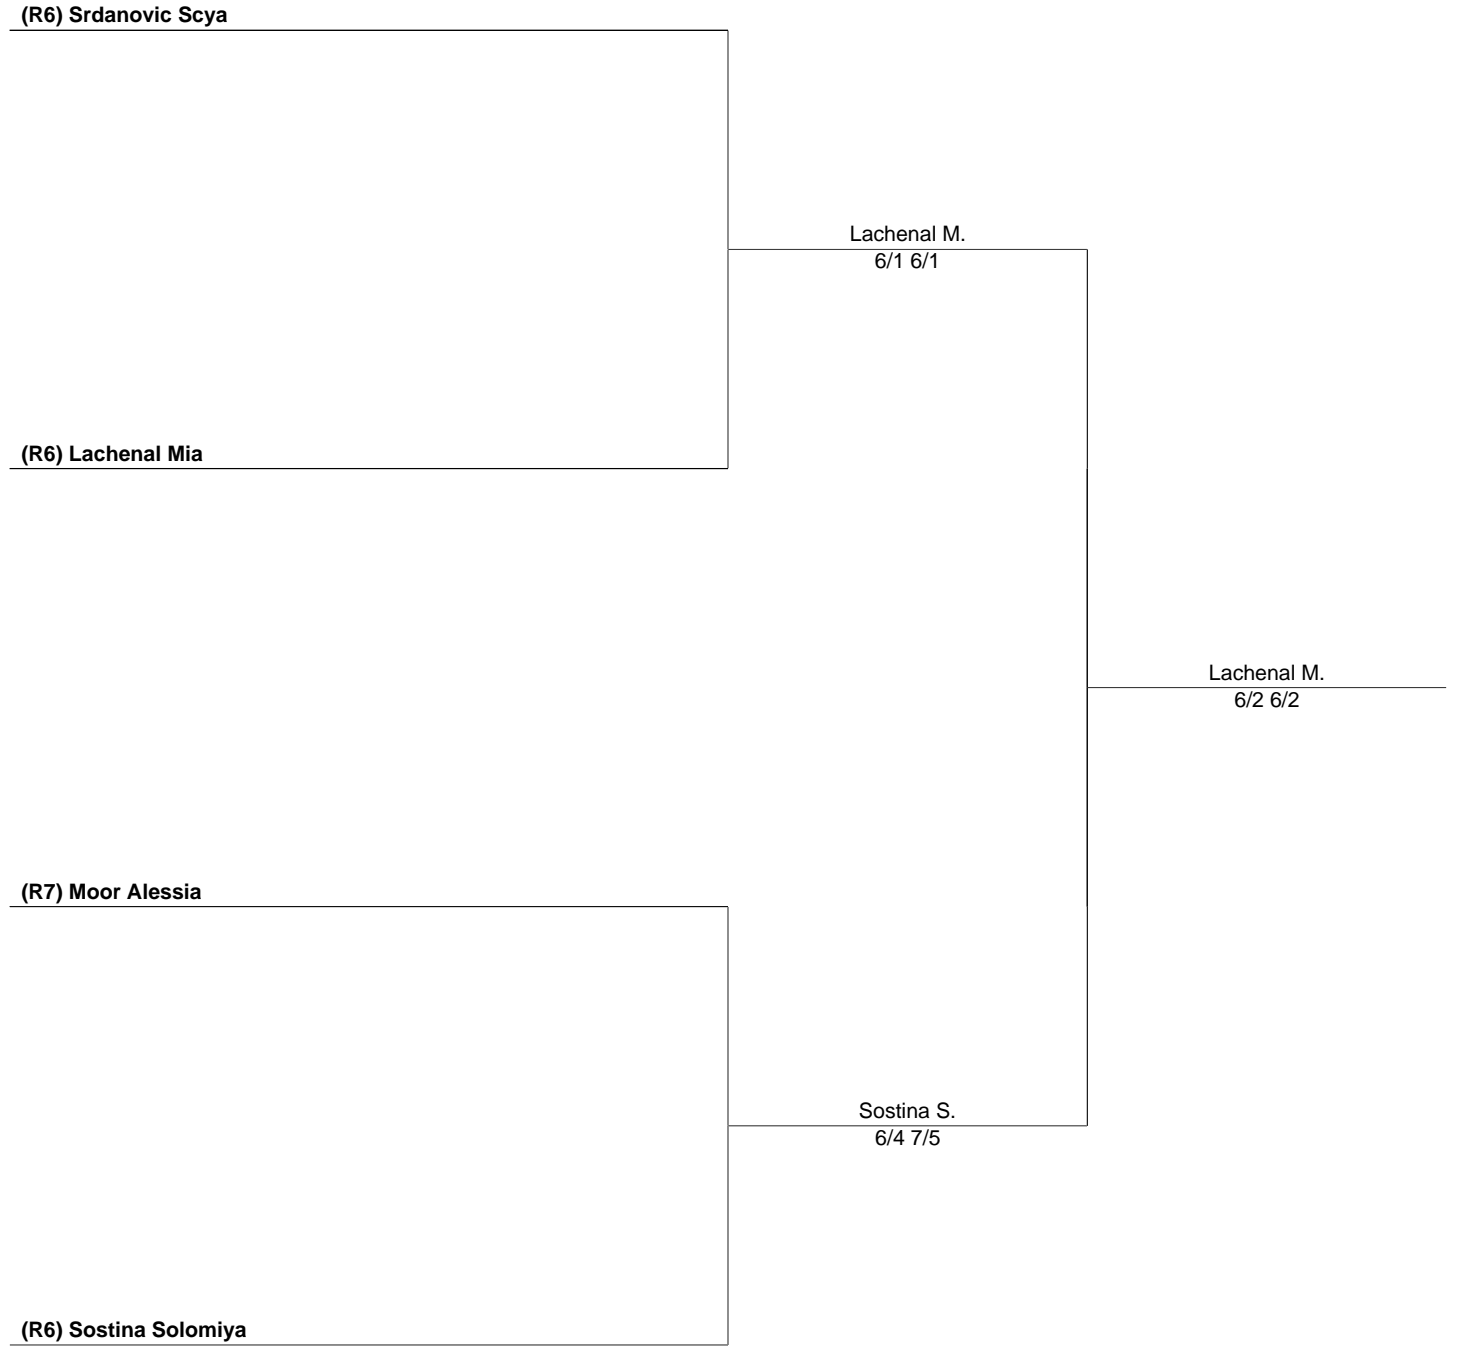 (R6) Srdanovic Scya
Lachenal M.
6/1 6/1
(R6) Lachenal Mia
Lachenal M.
6/2 6/2
(R7) Moor Alessia
Sostina S.
6/4 7/5
(R6) Sostina Solomiya